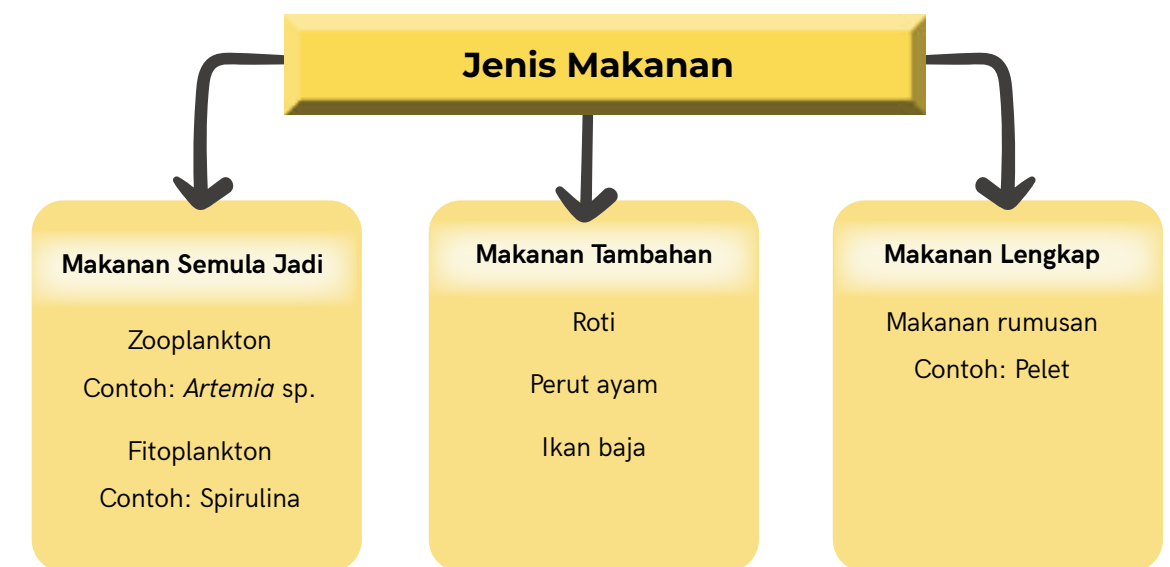 Jenis Makanan
Makanan Semula Jadi
Zooplankton
Contoh: Artemia sp.
Fitoplankton
Contoh: Spirulina
Makanan Tambahan
Roti
Perut ayam
Ikan baja
Makanan Lengkap
Makanan rumusan
Contoh: Pelet